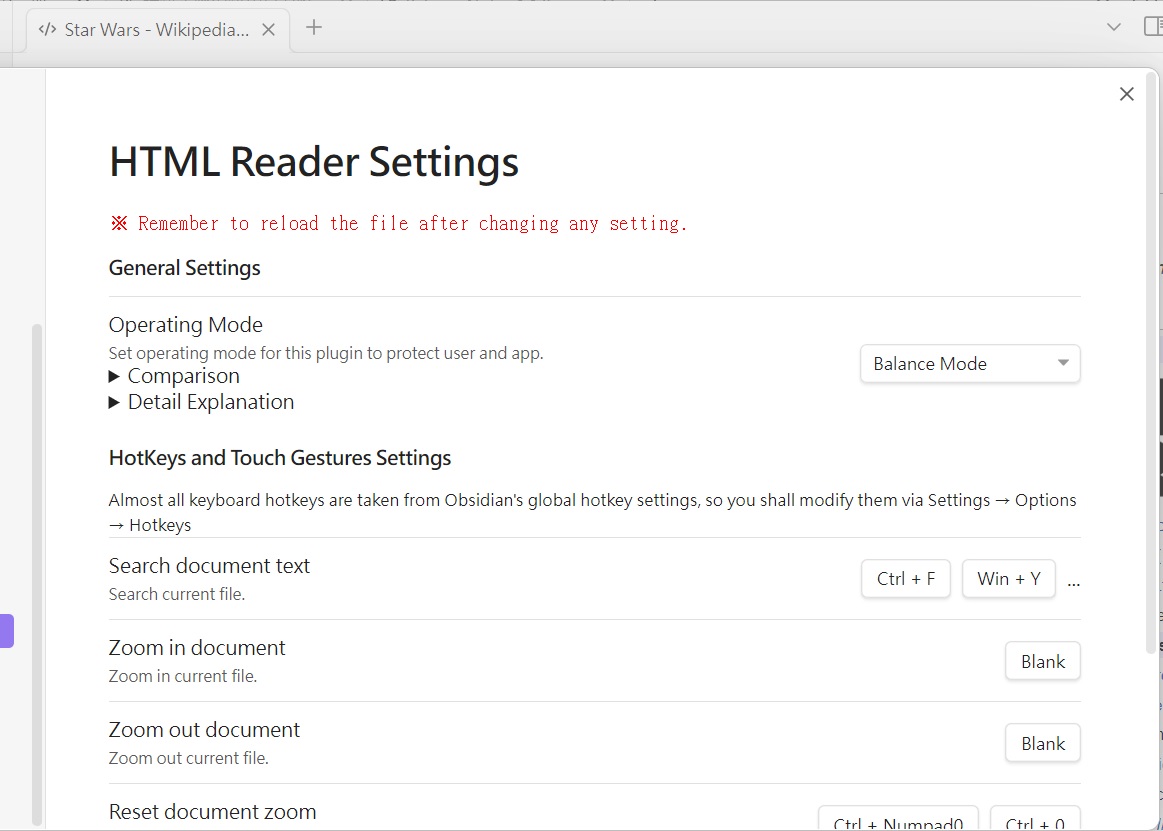 </> Star Wars - Wikipedia...
HTML Reader Settings
※ Remember to reload the file after changing any setting.
General Settings
Operating Mode
Set operating mode for this plugin to protect user and app.
Balance Mode
Comparison
Detail Explanation
HotKeys and Touch Gestures Settings
Almost all keyboard hotkeys are taken from Obsidian's global hotkey settings, so you shall modify them via Settings → Options
→ Hotkeys
Search document text
Search current file.
Ctrl + F
Win + Y
...
Zoom in document
Zoom in current file.
Blank
Zoom out document
Zoom out current file.
Blank
Reset document zoom
Ctrl + Numpad0
Ctrl + 0